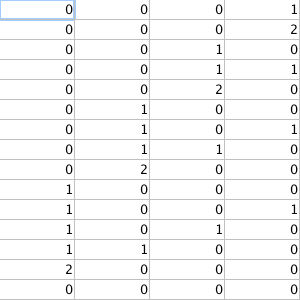 0 0 0 1
0 0 0 2
0 0 1 0
0 0 1 1
0 0 2 0
0 1 0 0
0 1 0 1
0 1 1 0
0 2 0 0
1 0 0 0
1 0 0 1
1 0 1 0
1 1 0 0
2 0 0 0
0 0 0 0